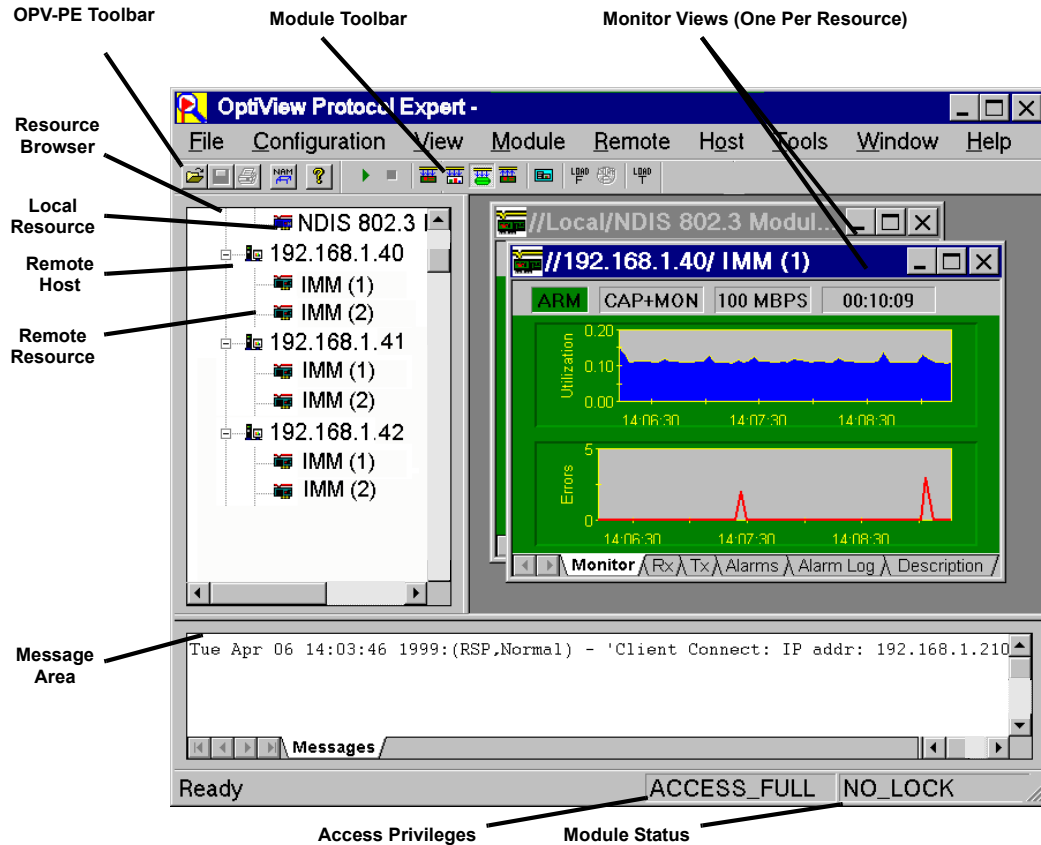 OPV-PE Toolbar
Module Toolbar
Monitor Views (One Per Resource)
OptiView Protocol Expert -
File Configuration View Module Remote Host Tools Window Help
NAM
LOAD F
LOAD
Resource Browser
Local Resource
Remote Host
Remote Resource
NDIS 802.3
192.168.1.40
IMM (1)
IMM (2)
192.168.1.41
IMM (1)
IMM (2)
192.168.1.42
IMM (1)
IMM (2)
//Local/NDIS 802.3 Modul...
//192.168.1.40/ IMM (1)
ARM CAP+MON 100 MBPS 00:10:09
Utilization
0.20
0.10
0.00
14:06:30 14:07:30 14:08:30
Errors
5
0
14:06:30 14:07:30 14:08:30
Monitor Rx Tx Alarms Alarm Log Description
Message Area
Tue Apr 06 14:03:46 1999:(RSP,Normal) - 'Client Connect: IP addr: 192.168.1.210
Messages
Ready ACCESS_FULL NO_LOCK
Access Privileges
Module Status